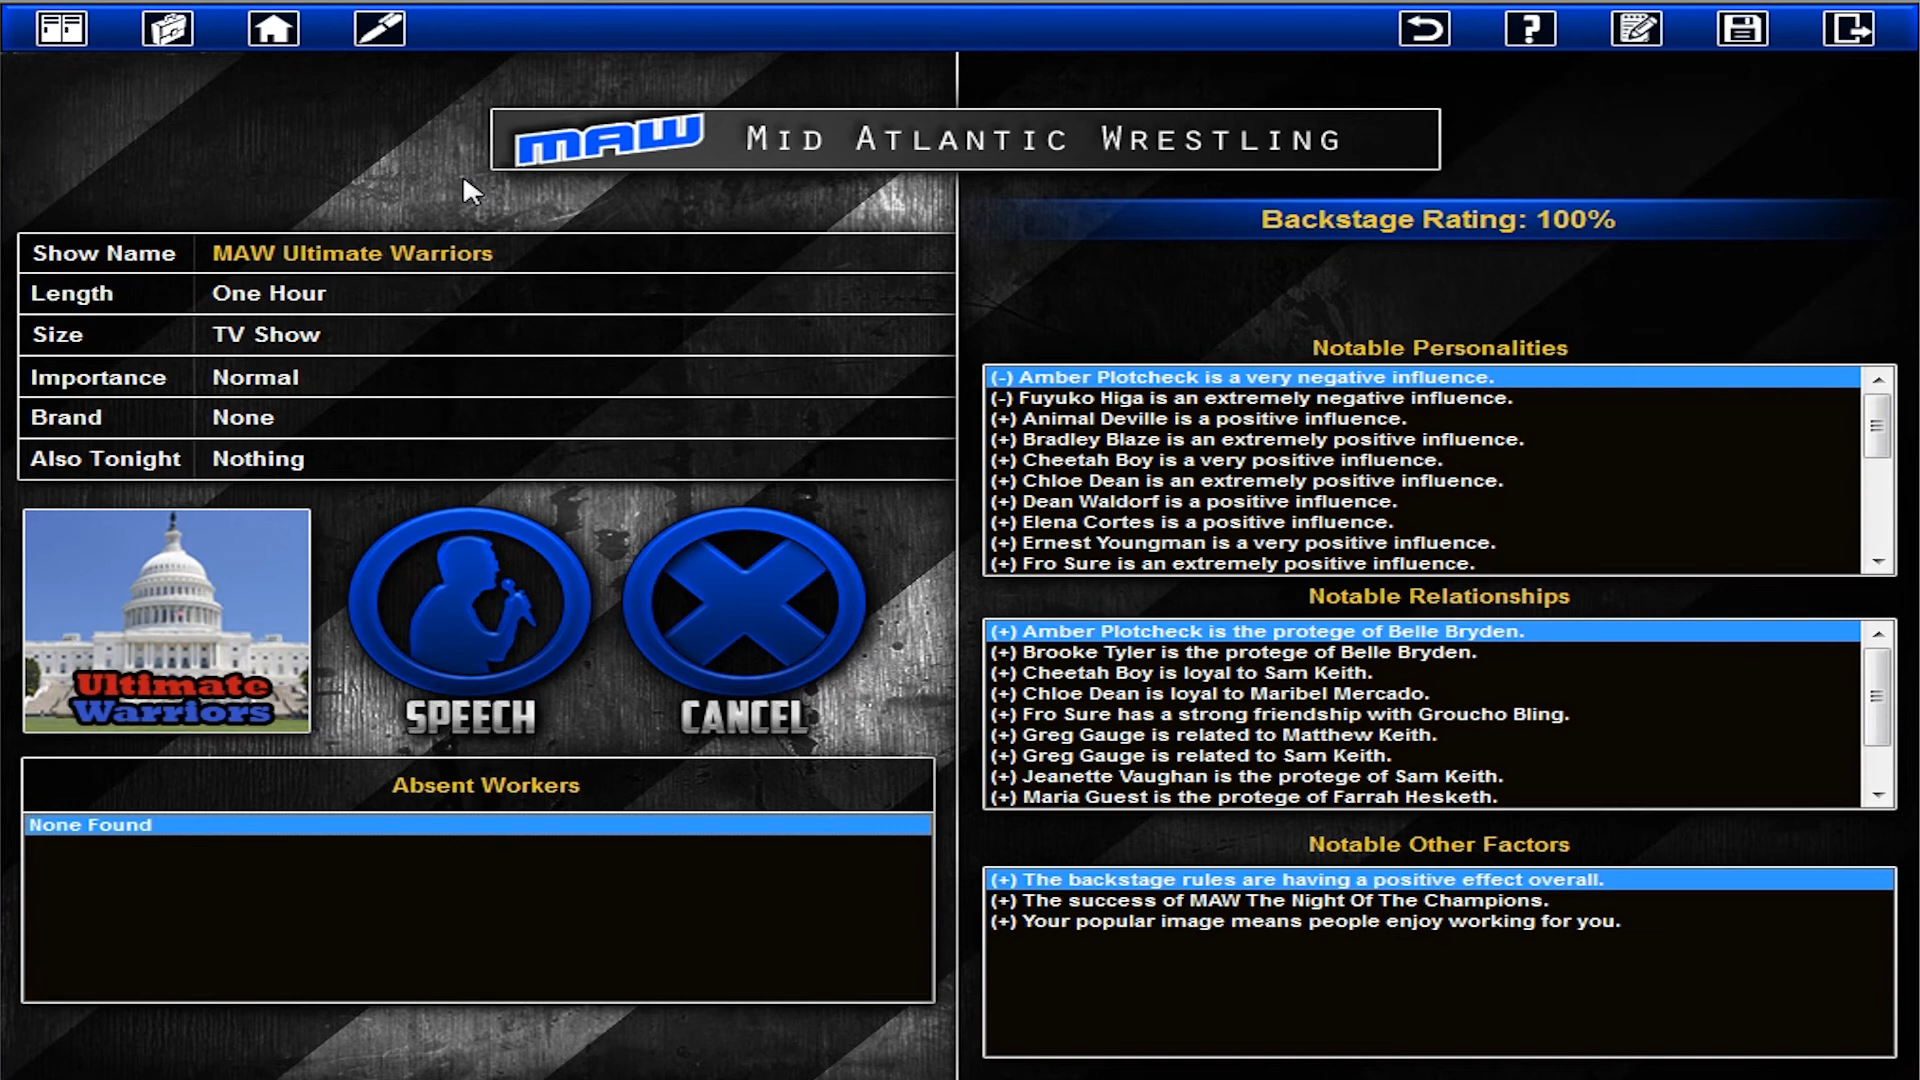 MAW Mid Atlantic Wrestling
Show Name MAW Ultimate Warriors
Length One Hour
Size TV Show
Importance Normal
Brand None
Also Tonight Nothing
Ultimate
Warriors
SPEECH
CANCEL
Absent Workers
None Found
Backstage Rating: 100%
Notable Personalities
(-) Amber Plotcheck is a very negative influence.
(-) Fuyuko Higa is an extremely negative influence.
(+) Animal Deville is a positive influence.
(+) Bradley Blaze is an extremely positive influence.
(+) Cheetah Boy is a very positive influence.
(+) Chloe Dean is an extremely positive influence.
(+) Dean Waldorf is a positive influence.
(+) Elena Cortes is a positive influence.
(+) Ernest Youngman is a very positive influence.
(+) Fro Sure is an extremely positive influence.
Notable Relationships
(+) Amber Plotcheck is the protege of Belle Bryden.
(+) Brooke Tyler is the protege of Belle Bryden.
(+) Cheetah Boy is loyal to Sam Keith.
(+) Chloe Dean is loyal to Maribel Mercado.
(+) Fro Sure has a strong friendship with Groucho Bling.
(+) Greg Gauge is related to Matthew Keith.
(+) Greg Gauge is related to Sam Keith.
(+) Jeanette Vaughan is the protege of Sam Keith.
(+) Maria Guest is the protege of Farrah Hesketh.
Notable Other Factors
(+) The backstage rules are having a positive effect overall.
(+) The success of MAW The Night Of The Champions.
(+) Your popular image means people enjoy working for you.